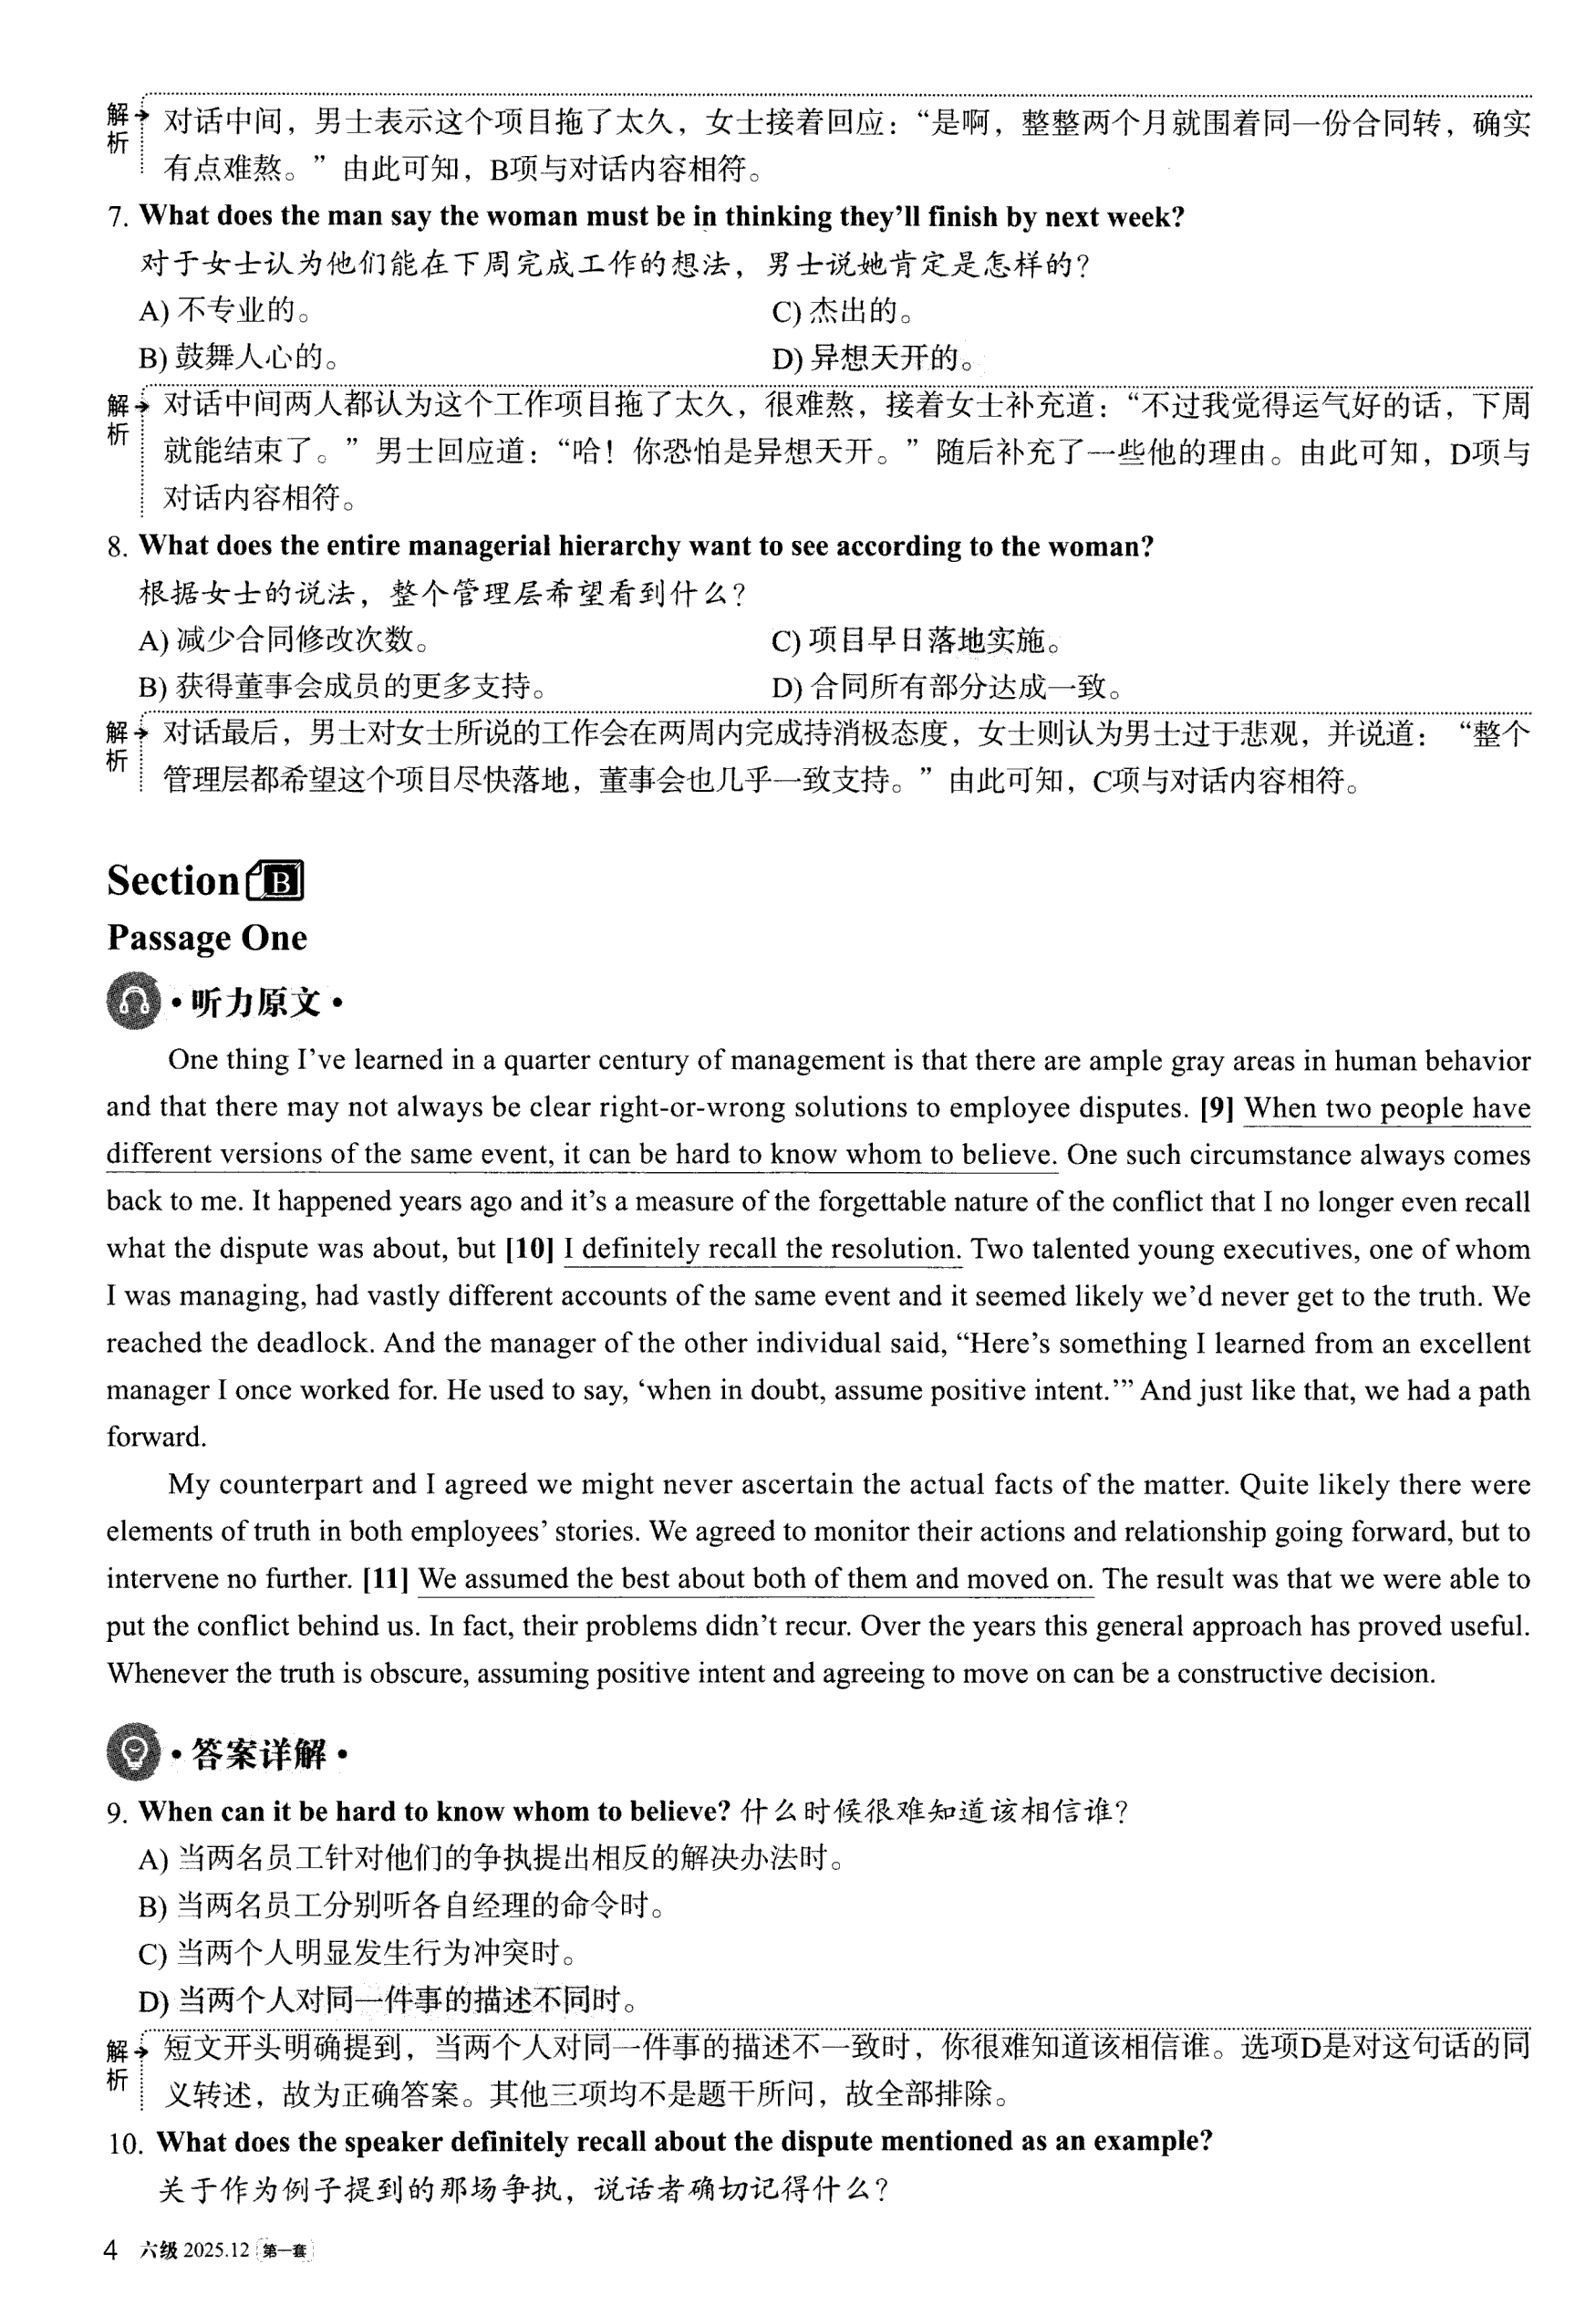 解析 对话中间，男士表示这个项目拖了太久，女士接着回应：“是啊，整整两个月就围着同一份合同转，确实
有点难熬。”由此可知，B项与对话内容相符。
7. What does the man say the woman must be in thinking they’ll finish by next week?
对于女士认为他们能在下周完成工作的想法，男士说她肯定是怎样的？
A) 不专业的。 C) 杰出的。
B) 鼓舞人心的。 D) 异想天开的。
解析 对话中间两人都认为这个工作项目拖了太久，很难熬，接着女士补充道：“不过我觉得运气好的话，下周
就能结束了。”男士回应道：“哈！你恐怕是异想天开。”随后补充了一些他的理由。由此可知，D项与
对话内容相符。
8. What does the entire managerial hierarchy want to see according to the woman?
根据女士的说法，整个管理层希望看到什么？
A) 减少合同修改次数。 C) 项目早日落地实施。
B) 获得董事会成员的更多支持。 D) 合同所有部分达成一致。
解析 对话最后，男士对女士所说的工作会在两周内完成持消极态度，女士则认为男士过于悲观，并说道：“整个
管理层都希望这个项目尽快落地，董事会也几乎一致支持。”由此可知，C项与对话内容相符。
Section B
Passage One
·听力原文·
One thing I’ve learned in a quarter century of management is that there are ample gray areas in human behavior
and that there may not always be clear right-or-wrong solutions to employee disputes. [9] When two people have
different versions of the same event, it can be hard to know whom to believe. One such circumstance always comes
back to me. It happened years ago and it’s a measure of the forgettable nature of the conflict that I no longer even recall
what the dispute was about, but [10] I definitely recall the resolution. Two talented young executives, one of whom
I was managing, had vastly different accounts of the same event and it seemed likely we’d never get to the truth. We
reached the deadlock. And the manager of the other individual said, “Here’s something I learned from an excellent
manager I once worked for. He used to say, ‘when in doubt, assume positive intent.’” And just like that, we had a path
forward.
My counterpart and I agreed we might never ascertain the actual facts of the matter. Quite likely there were
elements of truth in both employees’ stories. We agreed to monitor their actions and relationship going forward, but to
intervene no further. [11] We assumed the best about both of them and moved on. The result was that we were able to
put the conflict behind us. In fact, their problems didn’t recur. Over the years this general approach has proved useful.
Whenever the truth is obscure, assuming positive intent and agreeing to move on can be a constructive decision.
·答案详解·
9. When can it be hard to know whom to believe? 什么时候很难知道该相信谁？
A) 当两名员工针对他们的争执提出相反的解决办法时。
B) 当两名员工分别听各自经理的命令时。
C) 当两个人明显发生行为冲突时。
D) 当两个人对同一件事的描述不同时。
解析 短文开头明确提到，当两个人对同一件事的描述不一致时，你很难知道该相信谁。选项D是对这句话的同
义转述，故为正确答案。其他三项均不是题干所问，故全部排除。
10. What does the speaker definitely recall about the dispute mentioned as an example?
关于作为例子提到的那场争执，说话者确切记得什么？
4 六级 2025.12 第一套